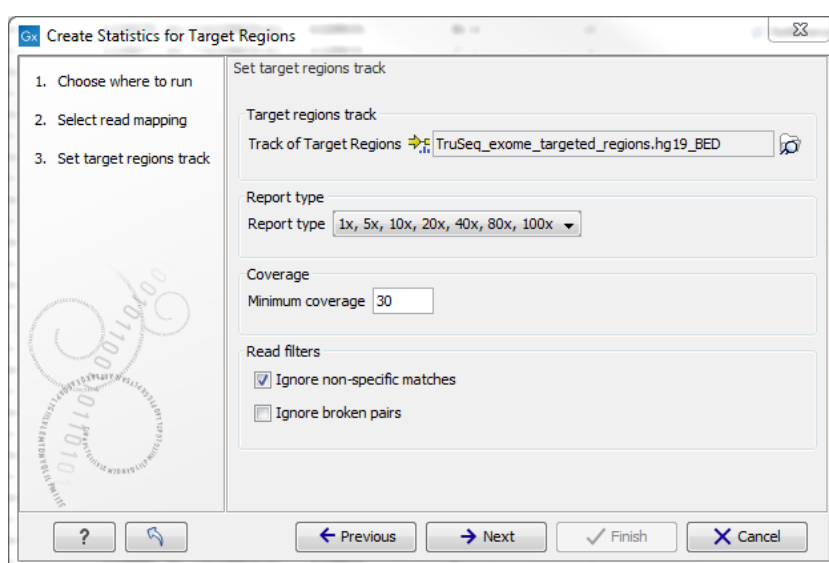 Gx Create Statistics for Target Regions
1. Choose where to run
2. Select read mapping
3. Set target regions track
Set target regions track
Target regions track
Track of Target Regions TruSeq_exome_targeted_regions.hg19_BED
Report type
Report type 1x, 5x, 10x, 20x, 40x, 80x, 100x
Coverage
Minimum coverage 30
Read filters
Ignore non-specific matches
Ignore broken pairs
? Previous Next Finish Cancel